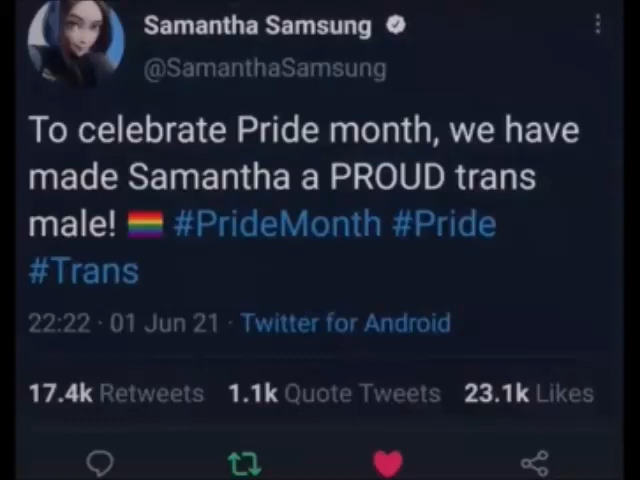 Samantha Samsung
@SamanthaSamsung
To celebrate Pride month, we have
made Samantha a PROUD trans
male! 🏳️‍🌈 #PrideMonth #Pride
#Trans
22:22 · 01 Jun 21 · Twitter for Android
17.4k Retweets 1.1k Quote Tweets 23.1k Likes